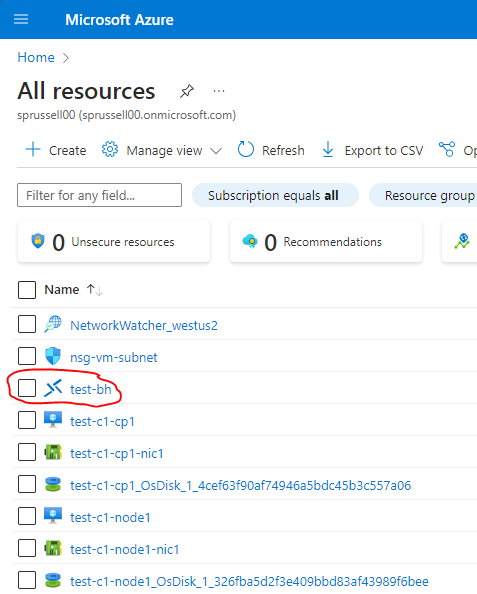 Microsoft Azure
Home
All resources
sprussell00 (sprussell00.onmicrosoft.com)
Create Manage view Refresh Export to CSV Op
Filter for any field... Subscription equals all Resource group
0 Unsecure resources 0 Recommendations
Name
NetworkWatcher_westus2
nsg-vm-subnet
test-bh
test-c1-cp1
test-c1-cp1-nic1
test-c1-cp1_OsDisk_1_4cef63f90af74946a5bdc45b3c557a06
test-c1-node1
test-c1-node1-nic1
test-c1-node1_OsDisk_1_326fba5d2f3e409bbd83af43989f6bee